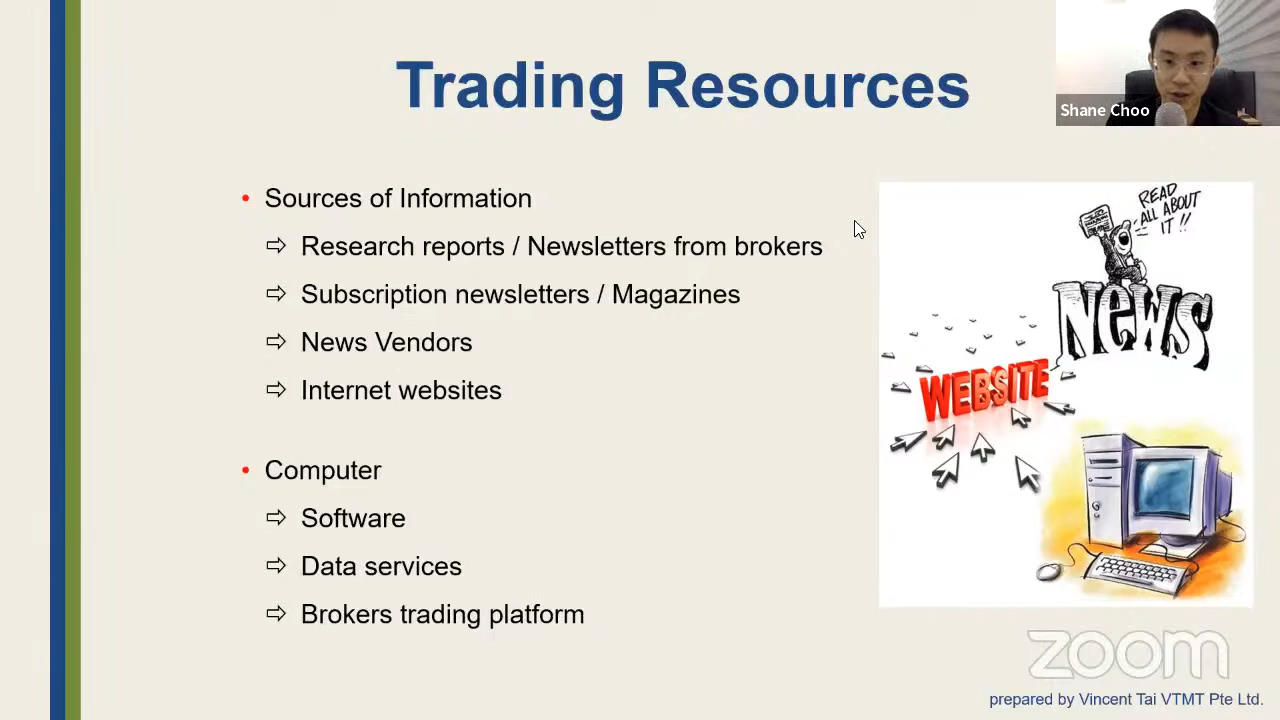 Trading Resources
Shane Choo
• Sources of Information
⇨ Research reports / Newsletters from brokers
⇨ Subscription newsletters / Magazines
⇨ News Vendors
⇨ Internet websites
• Computer
⇨ Software
⇨ Data services
⇨ Brokers trading platform
READ
ALL ABOUT
IT !!
NEWS
WEBSITE
zoom
prepared by Vincent Tai VTMT Pte Ltd.